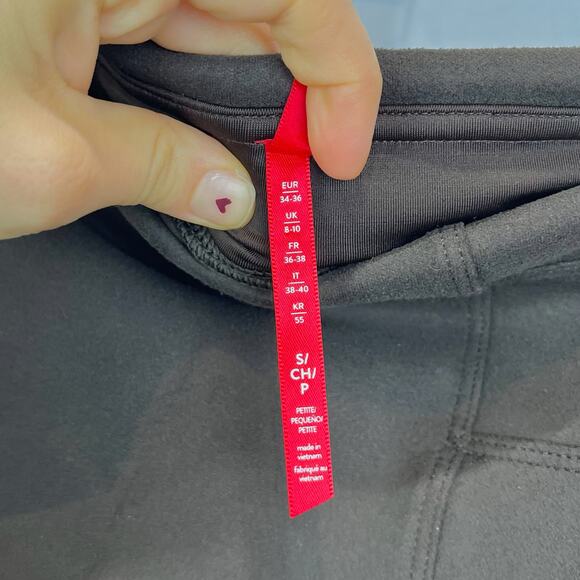 EUR
34-36
UK
8-10
FR
36-38
IT
38-40
KR
55
S/
CH/
P
PETITE/
PEQUEÑO/
PETITE
made in
vietnam
fabriqué au
vietnam